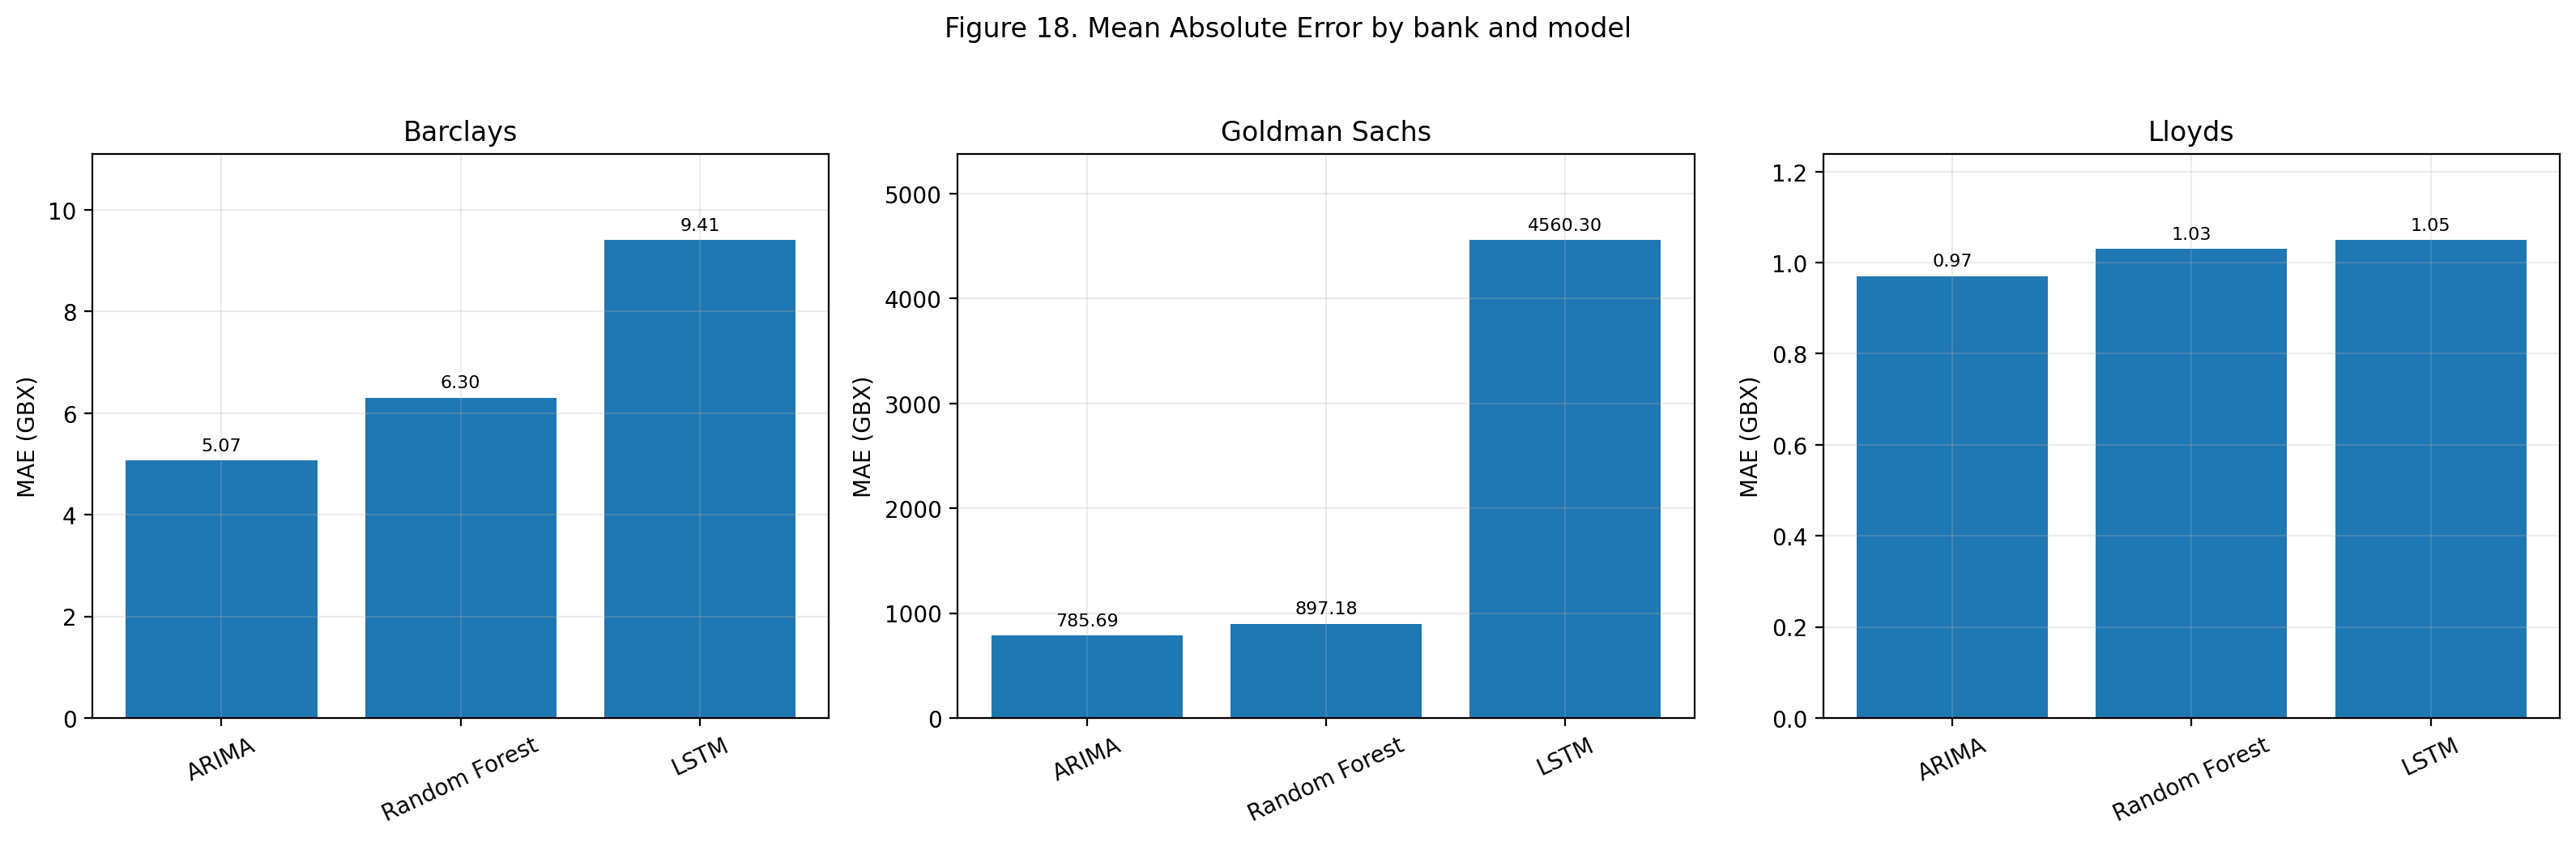 Figure 18. Mean Absolute Error by bank and model
Barclays
MAE (GBX)
10
8
6
4
2
0
5.07
6.30
9.41
ARIMA
Random Forest
LSTM
Goldman Sachs
MAE (GBX)
5000
4000
3000
2000
1000
0
785.69
897.18
4560.30
ARIMA
Random Forest
LSTM
Lloyds
MAE (GBX)
1.2
1.0
0.8
0.6
0.4
0.2
0.0
0.97
1.03
1.05
ARIMA
Random Forest
LSTM